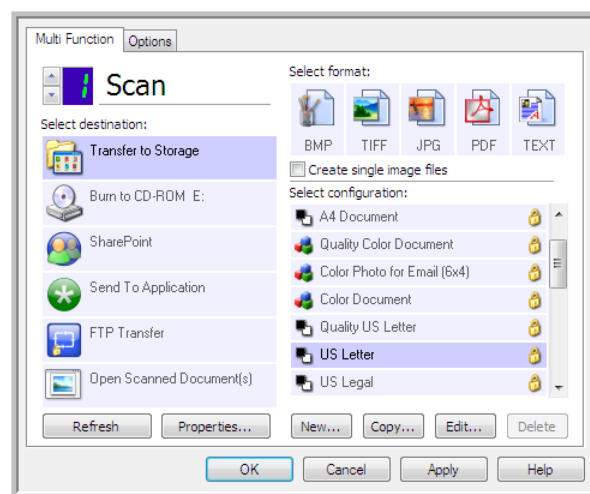 Multi Function
Options
1
Scan
Select destination:
Transfer to Storage
Burn to CD-ROM E:
SharePoint
Send To Application
FTP Transfer
Open Scanned Document(s)
Refresh
Properties...
Select format:
BMP
TIFF
JPG
PDF
TEXT
Create single image files
Select configuration:
A4 Document
Quality Color Document
Color Photo for Email (6x4)
Color Document
Quality US Letter
US Letter
US Legal
New...
Copy...
Edit...
Delete
OK
Cancel
Apply
Help